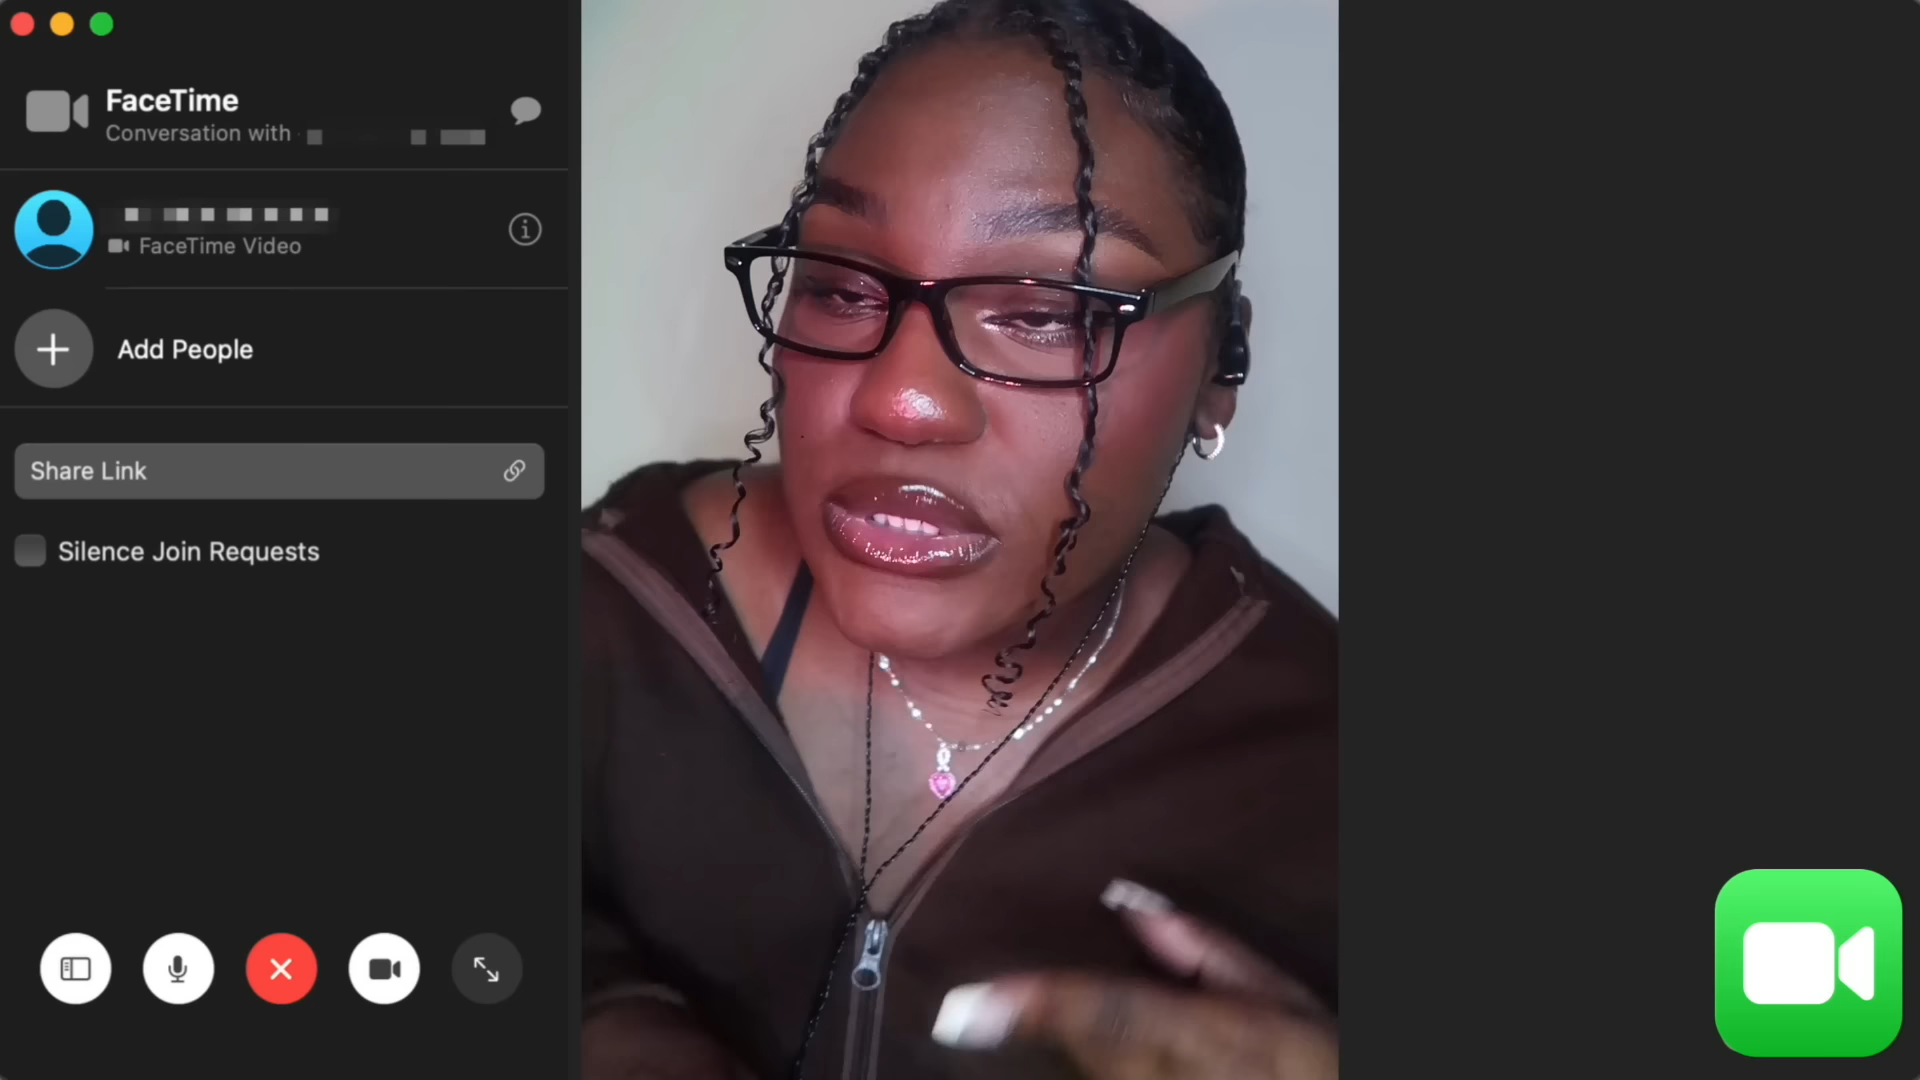 FaceTime
Conversation with
FaceTime Video
Add People
Share Link
Silence Join Requests